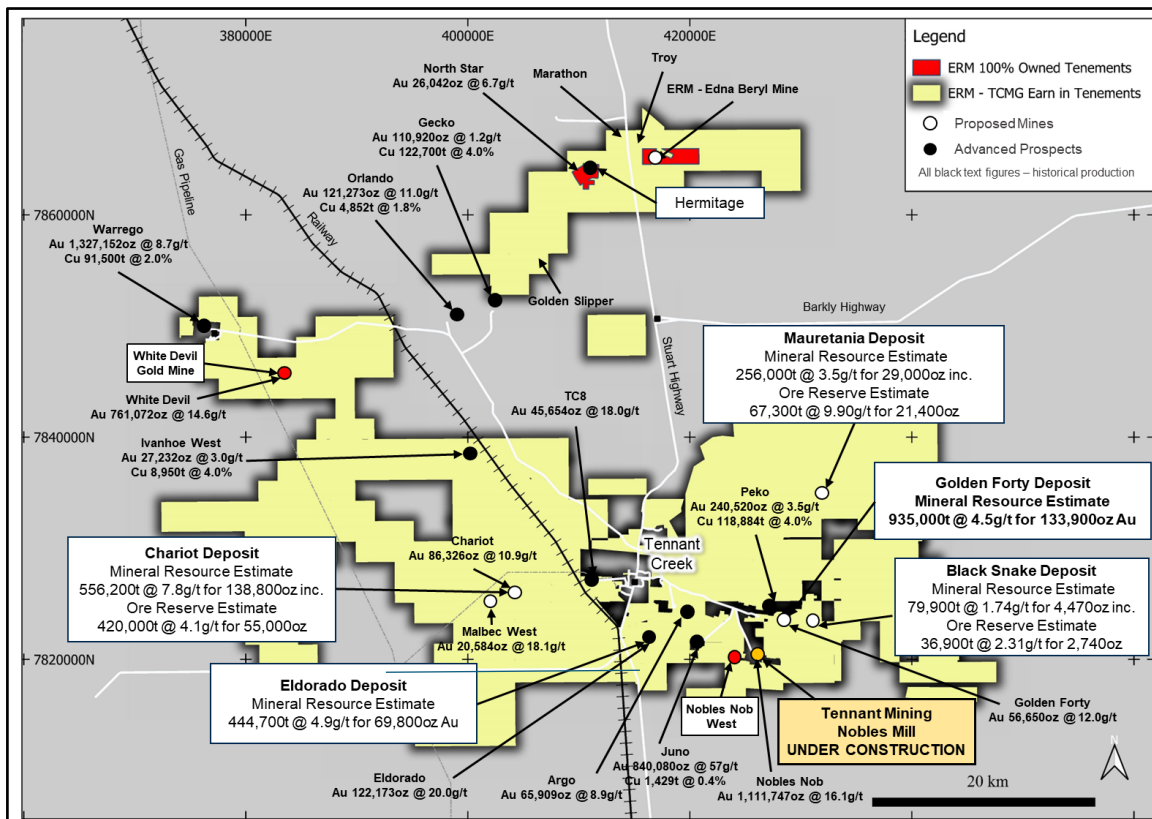 380000
400000
420000
Legend
ERM 100% Owned Tenements
ERM - TCMG Earn in Tenements
Proposed Mines
Advanced Prospects
All black text figures – historical production
North Star
Au 26,042oz @ 6.7g/t
Marathon
Troy
ERM - Edna Beryl Mine
Gecko
Au 110,920oz @ 1.2g/t
Cu 122,700t @ 4.0%
Orlando
Au 121,273oz @ 11.0g/t
Cu 4,852t @ 1.8%
Hermitage
Gas Pipeline
Railway
7860000N
Warrego
Au 1,327,152oz @ 8.7g/t
Cu 91,500t @ 2.0%
Golden Slipper
Barkly Highway
Stuart Highway
White Devil
Gold Mine
White Devil
Au 761,072oz @ 14.6g/t
Mauretania Deposit
Mineral Resource Estimate
256,000t @ 3.5g/t for 29,000oz inc.
Ore Reserve Estimate
67,300t @ 9.90g/t for 21,400oz
TC8
Au 45,654oz @ 18.0g/t
7840000N
Ivanhoe West
Au 27,232oz @ 3.0g/t
Cu 8,950t @ 4.0%
Peko
Au 240,520oz @ 3.5g/t
Cu 118,884t @ 4.0%
Golden Forty Deposit
Mineral Resource Estimate
935,000t @ 4.5g/t for 133,900oz Au
Chariot
Au 86,326oz @ 10.9g/t
Tennant
Creek
Chariot Deposit
Mineral Resource Estimate
556,200t @ 7.8g/t for 138,800oz inc.
Ore Reserve Estimate
420,000t @ 4.1g/t for 55,000oz
Black Snake Deposit
Mineral Resource Estimate
79,900t @ 1.74g/t for 4,470oz inc.
Ore Reserve Estimate
36,900t @ 2.31g/t for 2,740oz
Malbec West
Au 20,584oz @ 18.1g/t
7820000N
Eldorado Deposit
Mineral Resource Estimate
444,700t @ 4.9g/t for 69,800oz Au
Nobles Nob
West
Tennant Mining
Nobles Mill
UNDER CONSTRUCTION
Golden Forty
Au 56,650oz @ 12.0g/t
Juno
Au 840,080oz @ 57g/t
Cu 1,429t @ 0.4%
Eldorado
Au 122,173oz @ 20.0g/t
Argo
Au 65,909oz @ 8.9g/t
Nobles Nob
Au 1,111,747oz @ 16.1g/t
20 km
N